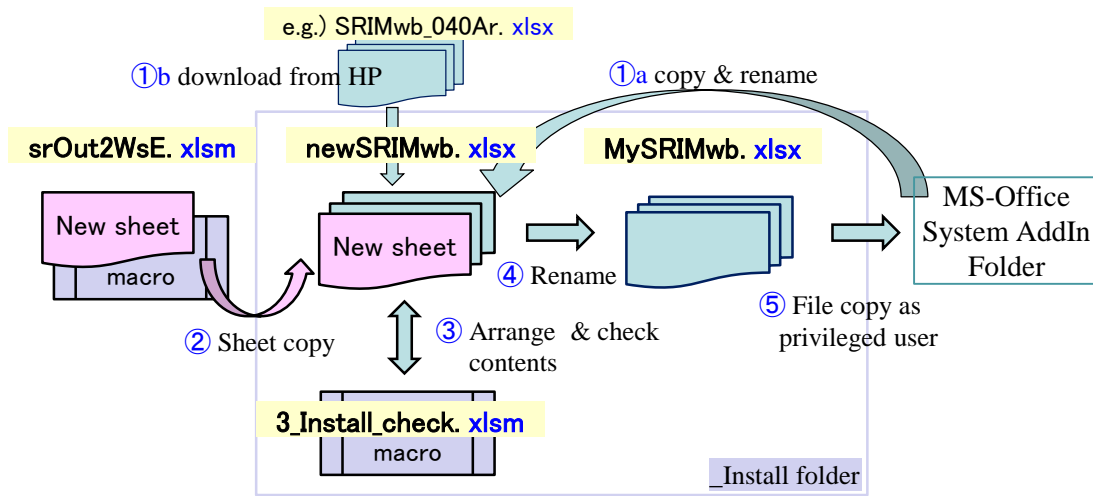 e.g.) SRIMwb_040Ar. xlsx
①b download from HP
①a copy & rename
srOut2WsE. xlsm
newSRIMwb. xlsx
MySRIMwb. xlsx
New sheet
macro
New sheet
MS-Office
System AddIn
Folder
④ Rename
② Sheet copy
③ Arrange & check
contents
⑤ File copy as
privileged user
3_Install_check. xlsm
macro
_Install folder